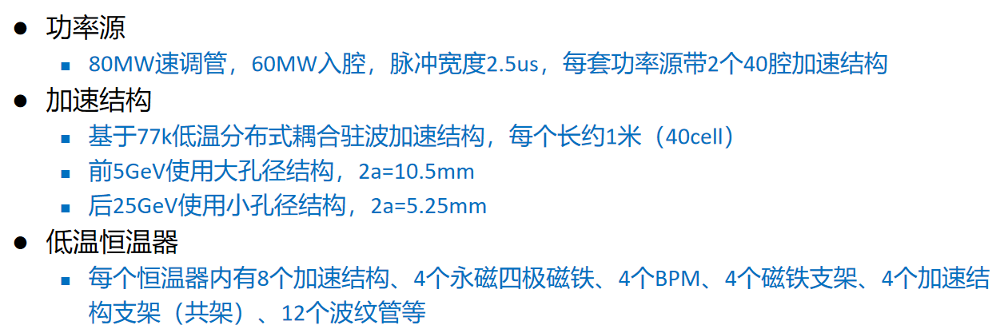 功率源
80MW速调管，60MW入腔，脉冲宽度2.5us，每套功率源带2个40腔加速结构
加速结构
基于77k低温分布式耦合驻波加速结构，每个长约1米（40cell）
前5GeV使用大孔径结构，2a=10.5mm
后25GeV使用小孔径结构，2a=5.25mm
低温恒温器
每个恒温器内有8个加速结构、4个永磁四极磁铁、4个BPM、4个磁铁支架、4个加速结
构支架（共架）、12个波纹管等